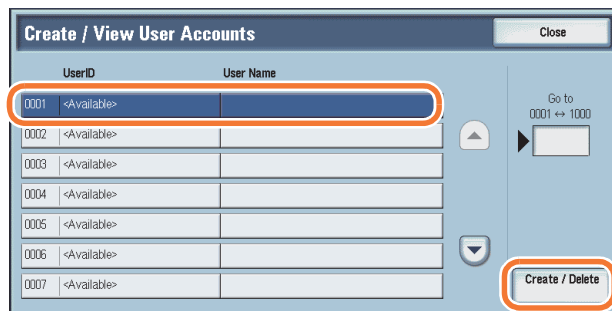 Create / View User Accounts
Close
UserID User Name
0001 <Available>
0002 <Available>
0003 <Available>
0004 <Available>
0005 <Available>
0006 <Available>
0007 <Available>
Go to
0001 ↔ 1000
Create / Delete